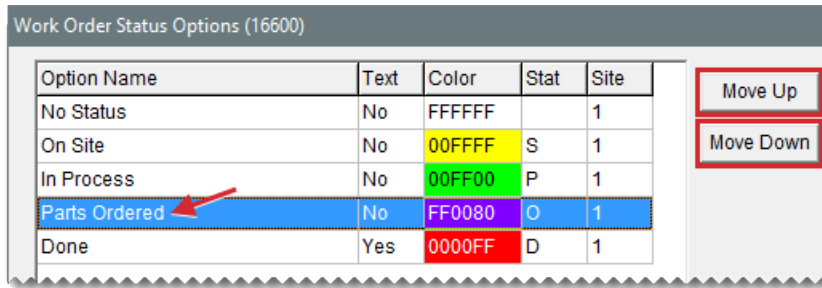 Work Order Status Options (16600)
Option Name Text Color Stat Site
No Status No FFFFFF 1
On Site No 00FFFF S 1
In Process No 00FF00 P 1
Parts Ordered No FF0080 O 1
Done Yes 0000FF D 1
Move Up
Move Down